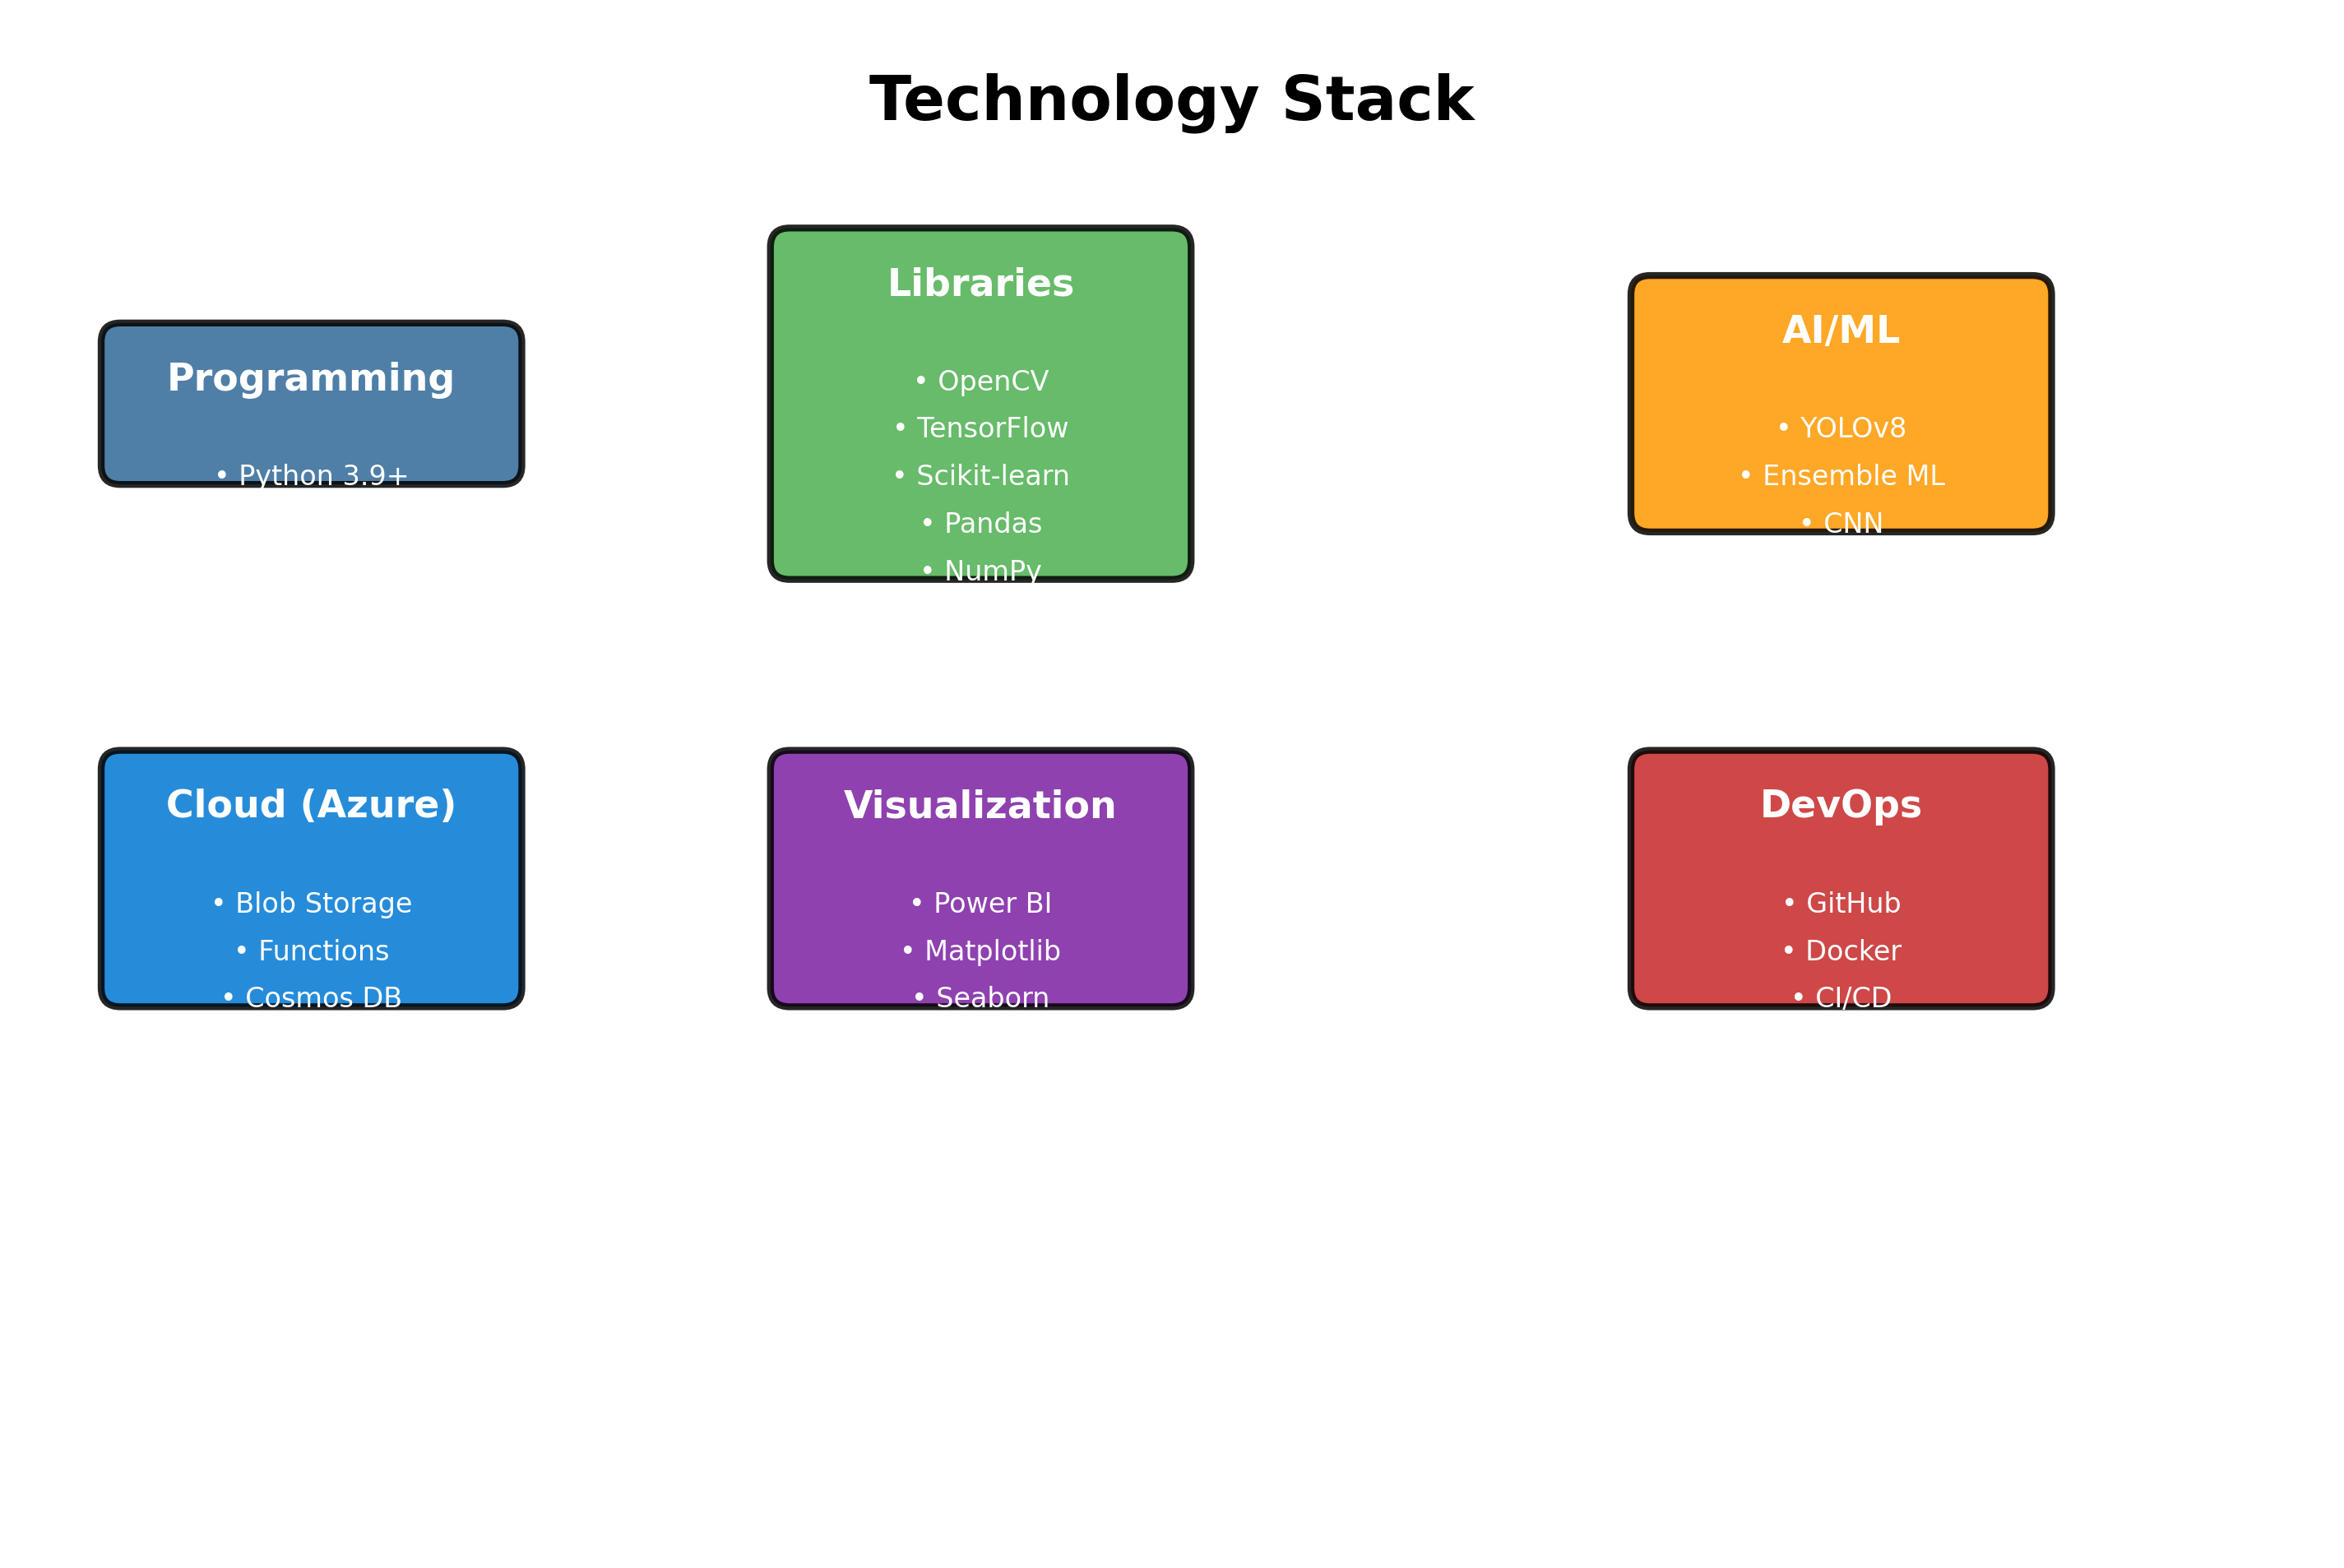 Technology Stack
Programming
• Python 3.9+
Libraries
• OpenCV
• TensorFlow
• Scikit-learn
• Pandas
• NumPy
AI/ML
• YOLOv8
• Ensemble ML
• CNN
Cloud (Azure)
• Blob Storage
• Functions
• Cosmos DB
Visualization
• Power BI
• Matplotlib
• Seaborn
DevOps
• GitHub
• Docker
• CI/CD